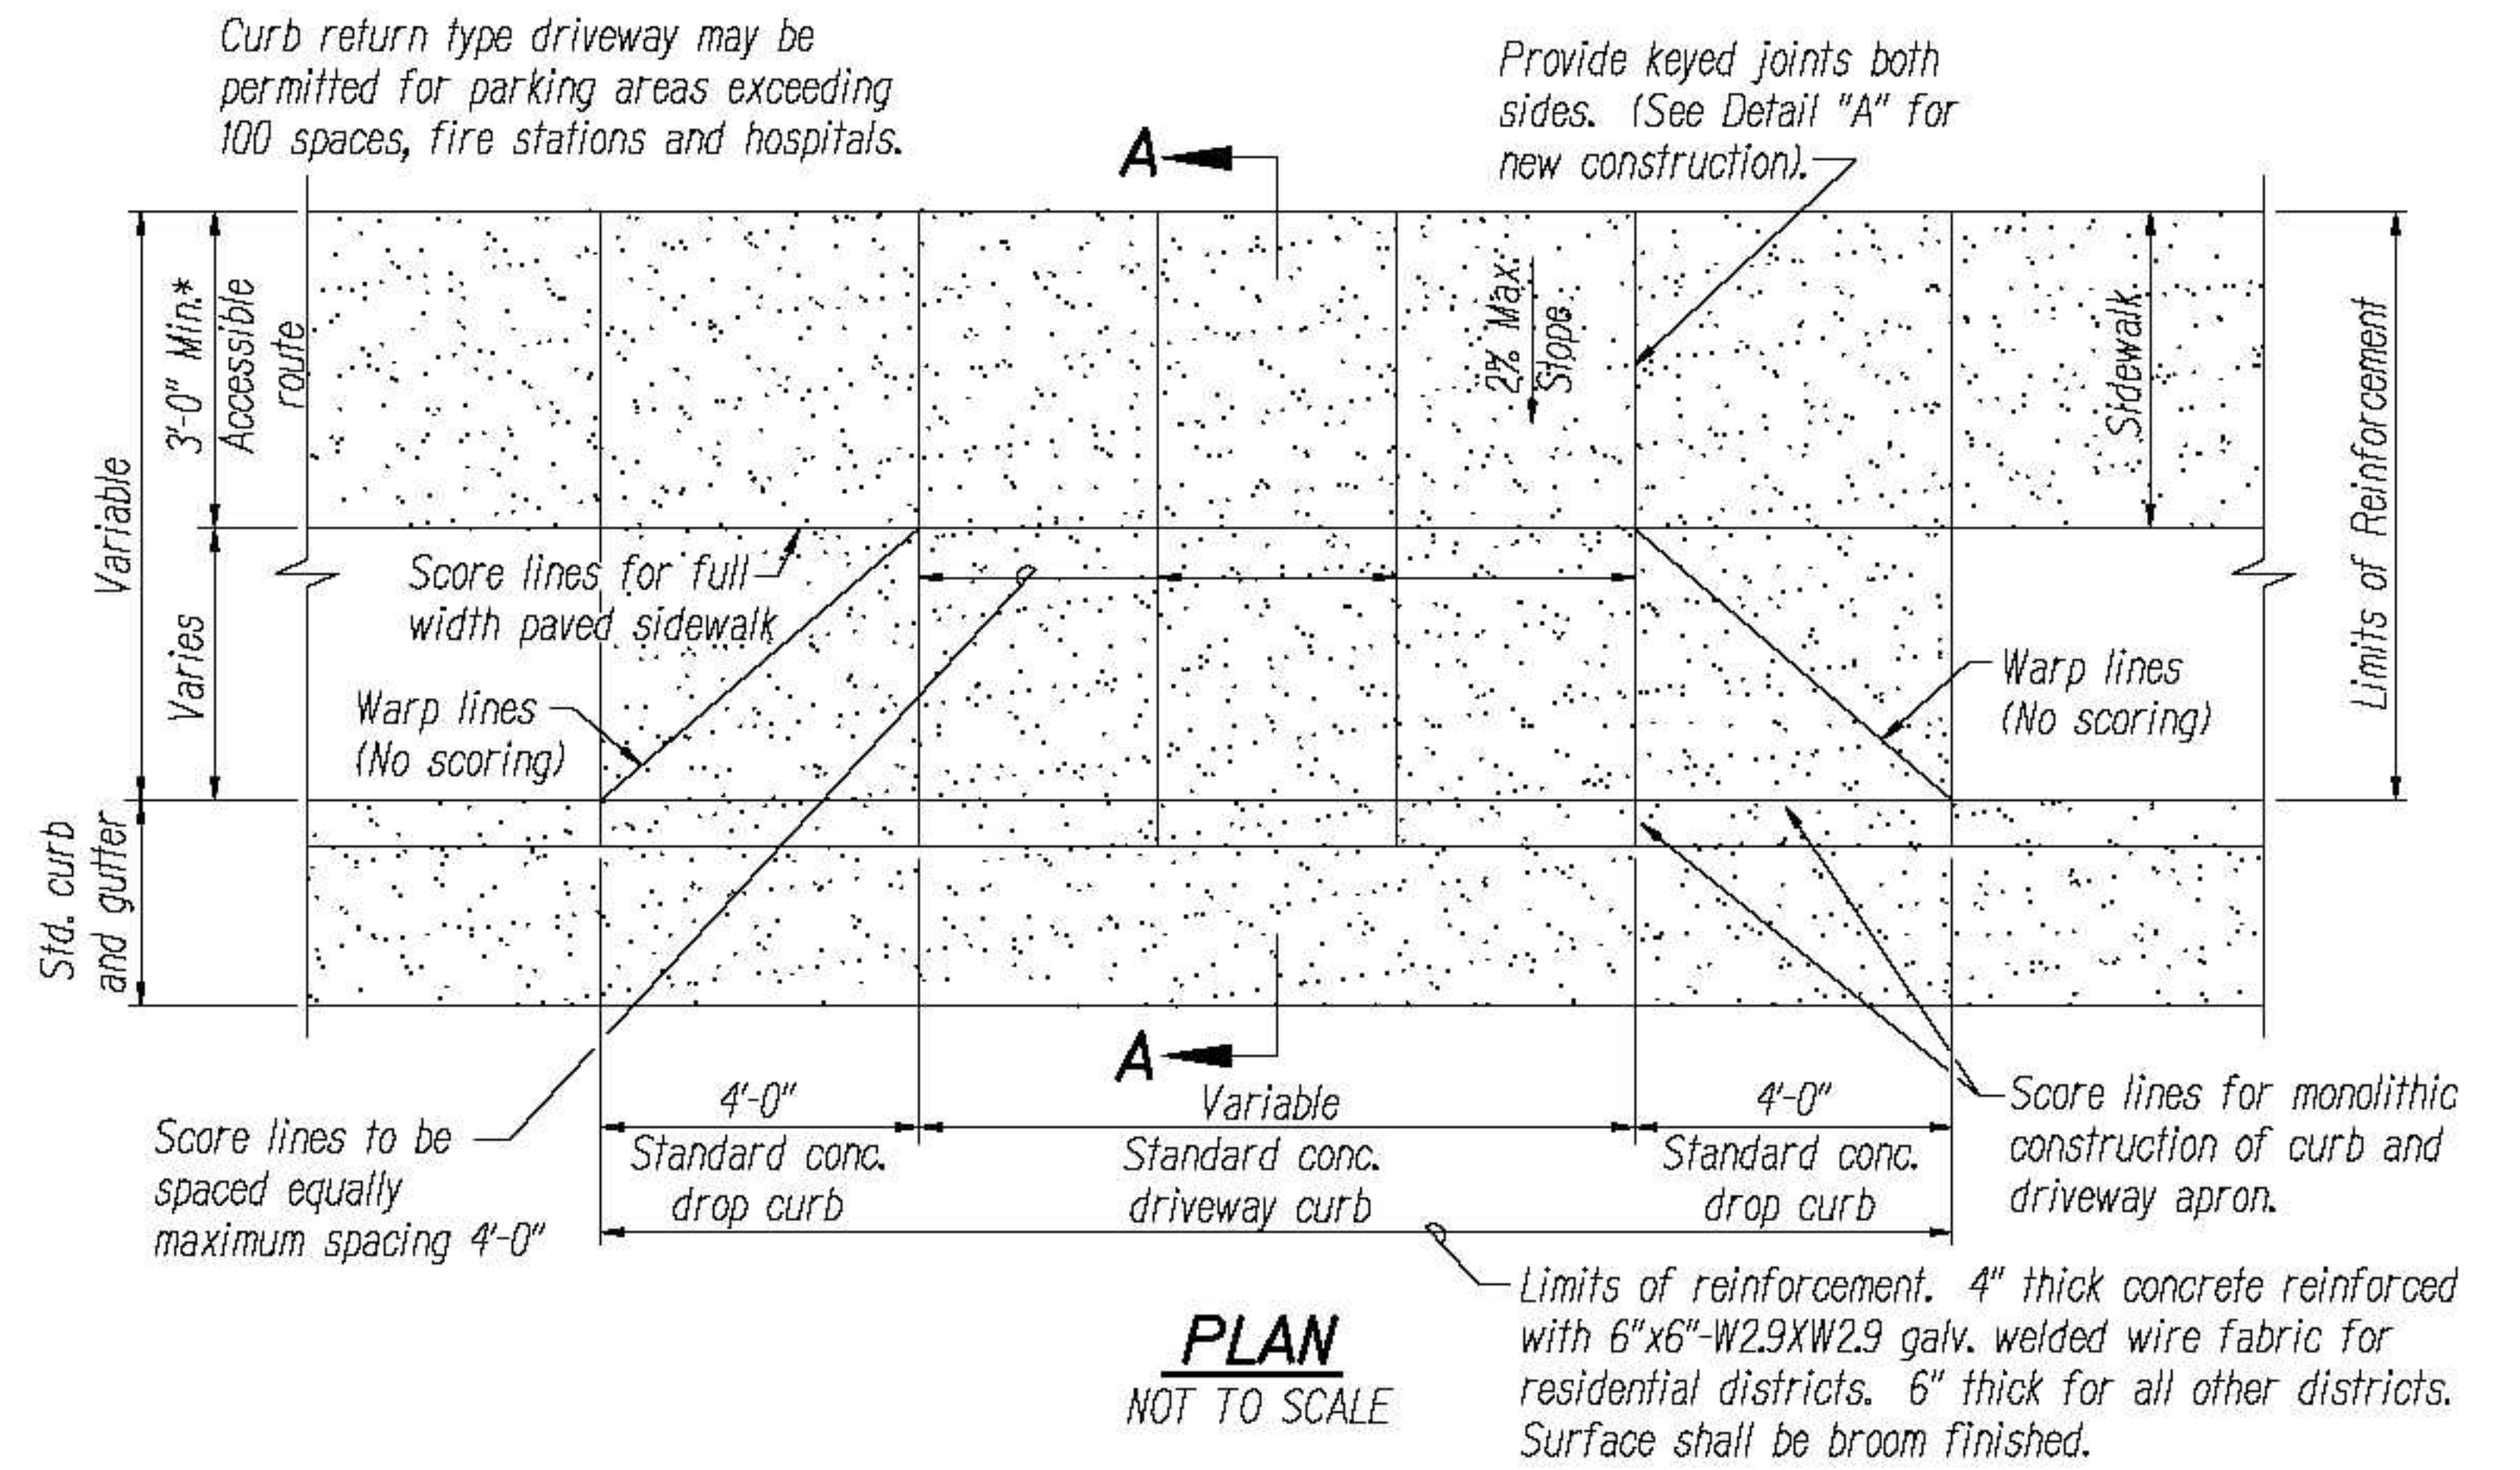 Curb return type driveway may be
permitted for parking areas exceeding
100 spaces, fire stations and hospitals.
Provide keyed joints both
sides. (See Detail "A" for
new construction).
A
Variable
3'-0" Min.*
Accessible
route
Varies
Std. curb
and gutter
2% Max.
Slope
Sidewalk
Limits of Reinforcement
Score lines for full
width paved sidewalk
Warp lines
(No scoring)
Warp lines
(No scoring)
A
Score lines to be
spaced equally
maximum spacing 4'-0"
4'-0"
Standard conc.
drop curb
Variable
Standard conc.
driveway curb
4'-0"
Standard conc.
drop curb
Score lines for monolithic
construction of curb and
driveway apron.
Limits of reinforcement. 4" thick concrete reinforced
with 6"x6"-W2.9XW2.9 galv. welded wire fabric for
residential districts. 6" thick for all other districts.
Surface shall be broom finished.
PLAN
NOT TO SCALE